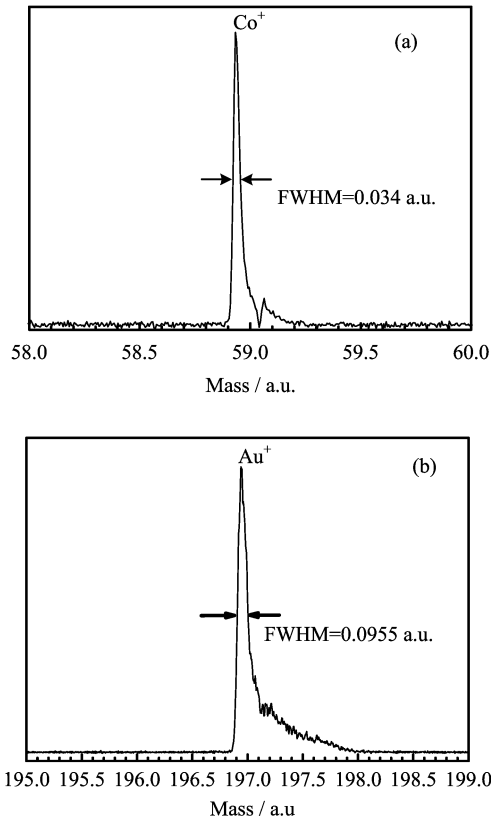 Co⁺
(a)
FWHM=0.034 a.u.
58.0 58.5 59.0 59.5 60.0
Mass / a.u.
Au⁺
(b)
FWHM=0.0955 a.u.
195.0 195.5 196.0 196.5 197.0 197.5 198.0 198.5 199.0
Mass / a.u